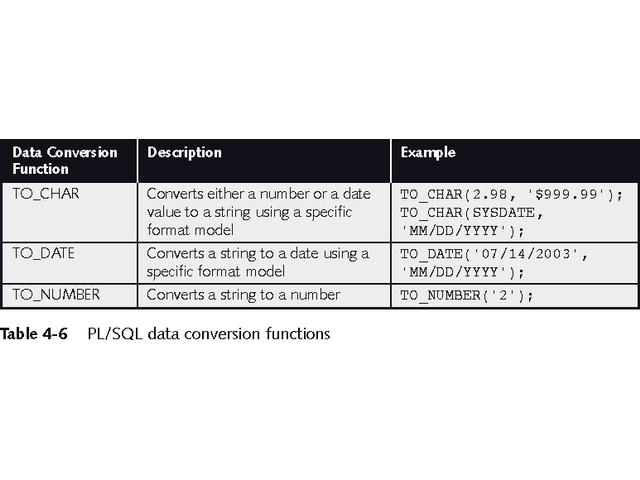 Data Conversion Description Example
Function
TO_CHAR Converts either a number or a date TO_CHAR(2.98, '$999.99');
value to a string using a specific TO_CHAR(SYSDATE,
format model 'MM/DD/YYYY');
TO_DATE Converts a string to a date using a TO_DATE('07/14/2003',
specific format model 'MM/DD/YYYY');
TO_NUMBER Converts a string to a number TO_NUMBER('2');
Table 4-6 PL/SQL data conversion functions